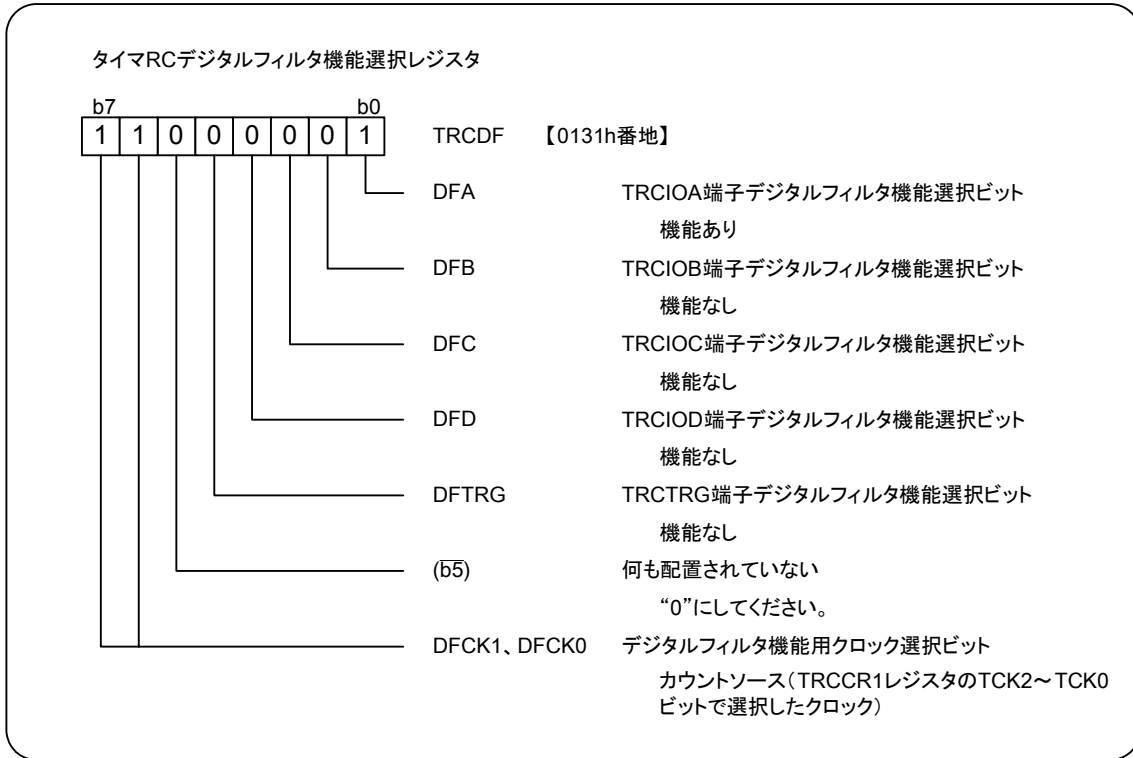 タイマRCデジタルフィルタ機能選択レジスタ
b7 b0
1 1 0 0 0 0 0 1 TRCDF 【0131h番地】
DFA TRCIOA端子デジタルフィルタ機能選択ビット
機能あり
DFB TRCIOB端子デジタルフィルタ機能選択ビット
機能なし
DFC TRCIOC端子デジタルフィルタ機能選択ビット
機能なし
DFD TRCIOD端子デジタルフィルタ機能選択ビット
機能なし
DFTRG TRCTRG端子デジタルフィルタ機能選択ビット
機能なし
(b5) 何も配置されていない
“0”にしてください。
DFCK1、DFCK0 デジタルフィルタ機能用クロック選択ビット
カウントソース（TRCCR1レジスタのTCK2～TCK0
ビットで選択したクロック）